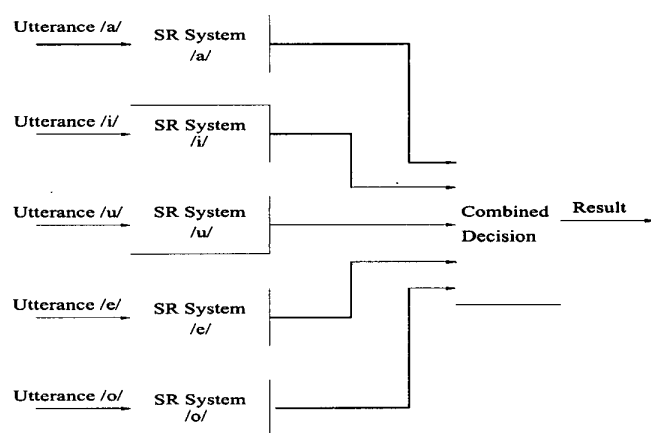 Utterance /a/
SR System
/a/
Utterance /i/
SR System
/i/
Utterance /u/
SR System
/u/
Combined
Decision
Result
Utterance /e/
SR System
/e/
Utterance /o/
SR System
/o/